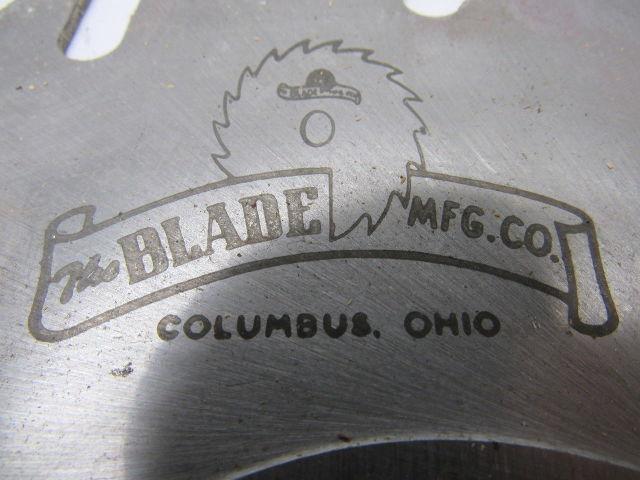 The BLADE MFG. CO.
COLUMBUS, OHIO